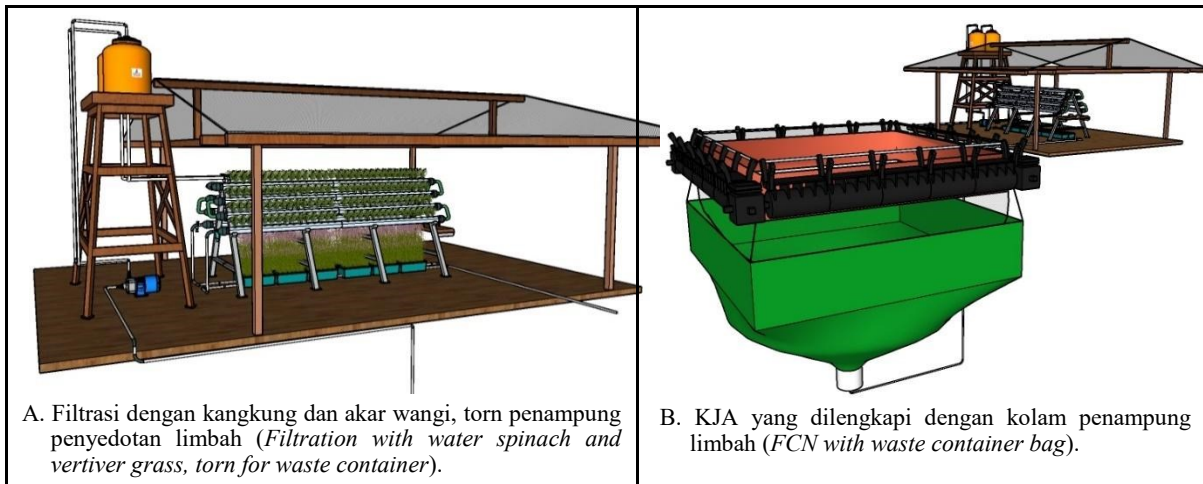 A. Filtrasi dengan kangkung dan akar wangi, torn penampung
penyedotan limbah (Filtration with water spinach and
vertiver grass, torn for waste container).
B. KJA yang dilengkapi dengan kolam penampung
limbah (FCN with waste container bag).